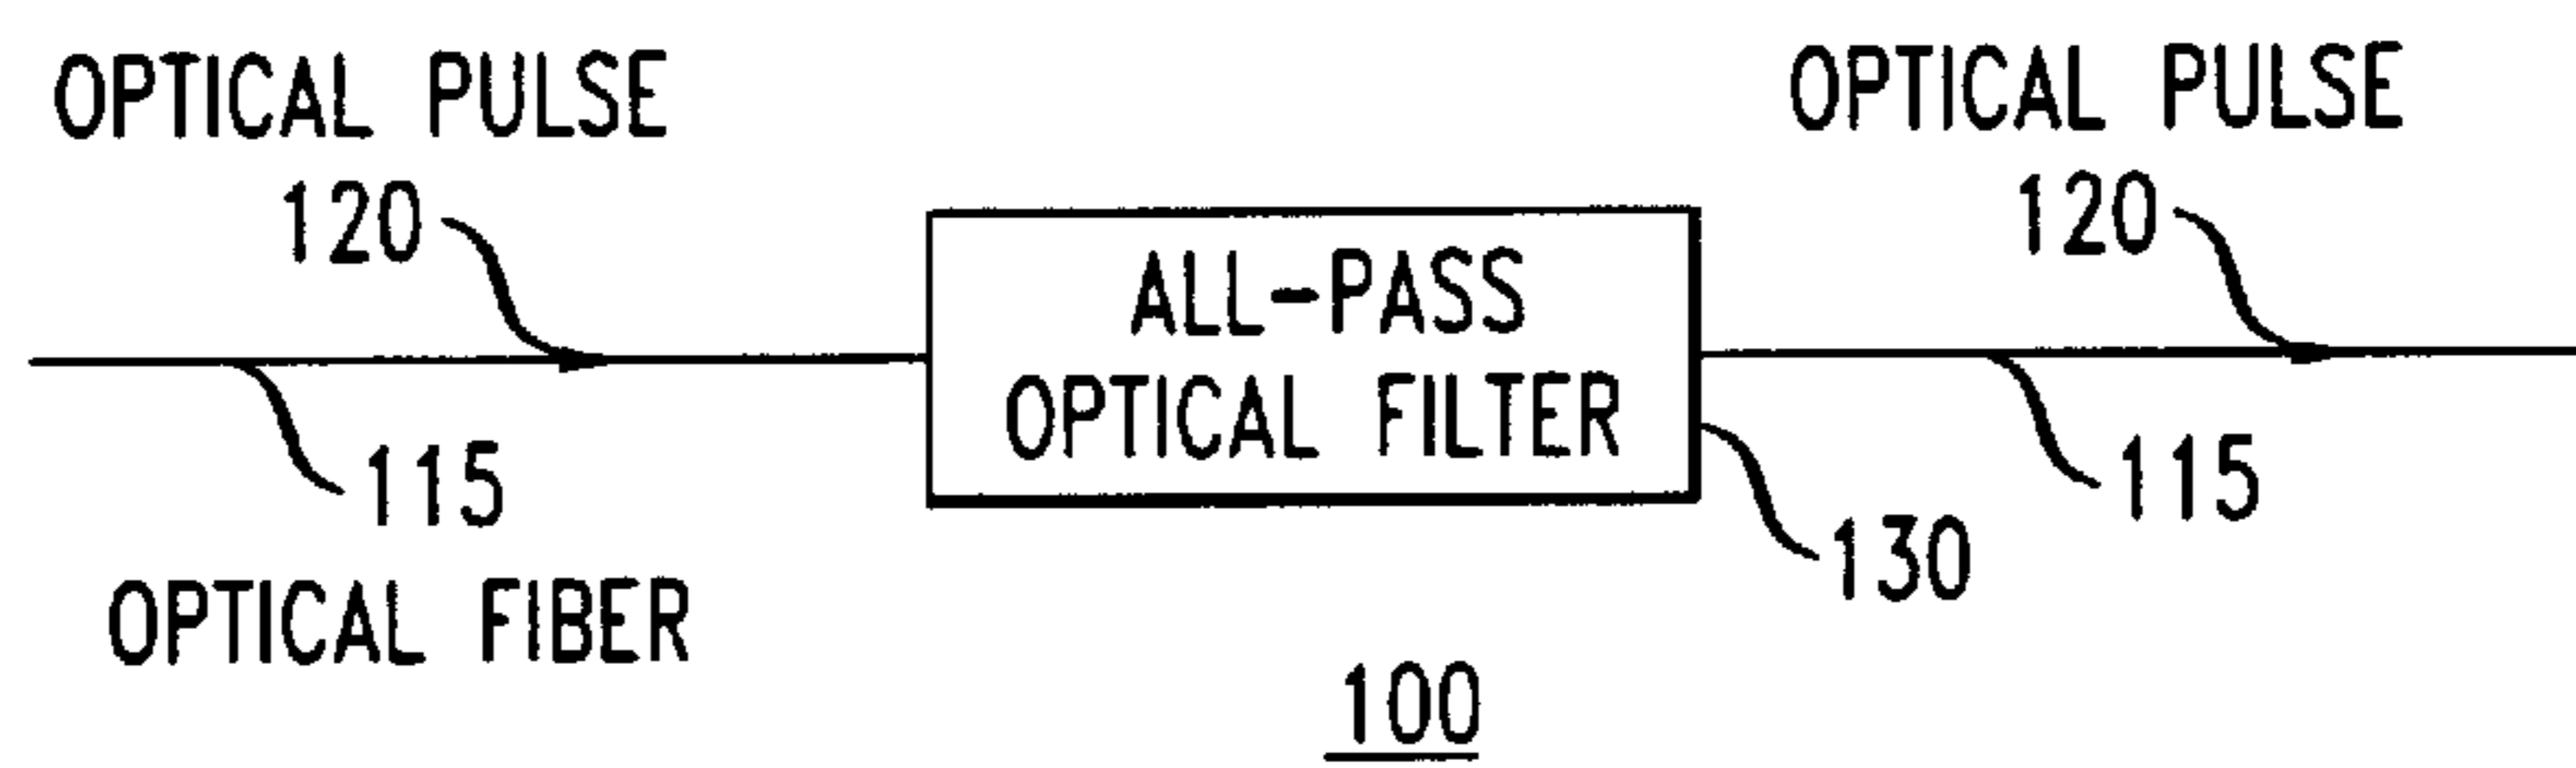 OPTICAL PULSE
120
115
OPTICAL FIBER
ALL-PASS
OPTICAL FILTER
130
OPTICAL PULSE
120
115
100